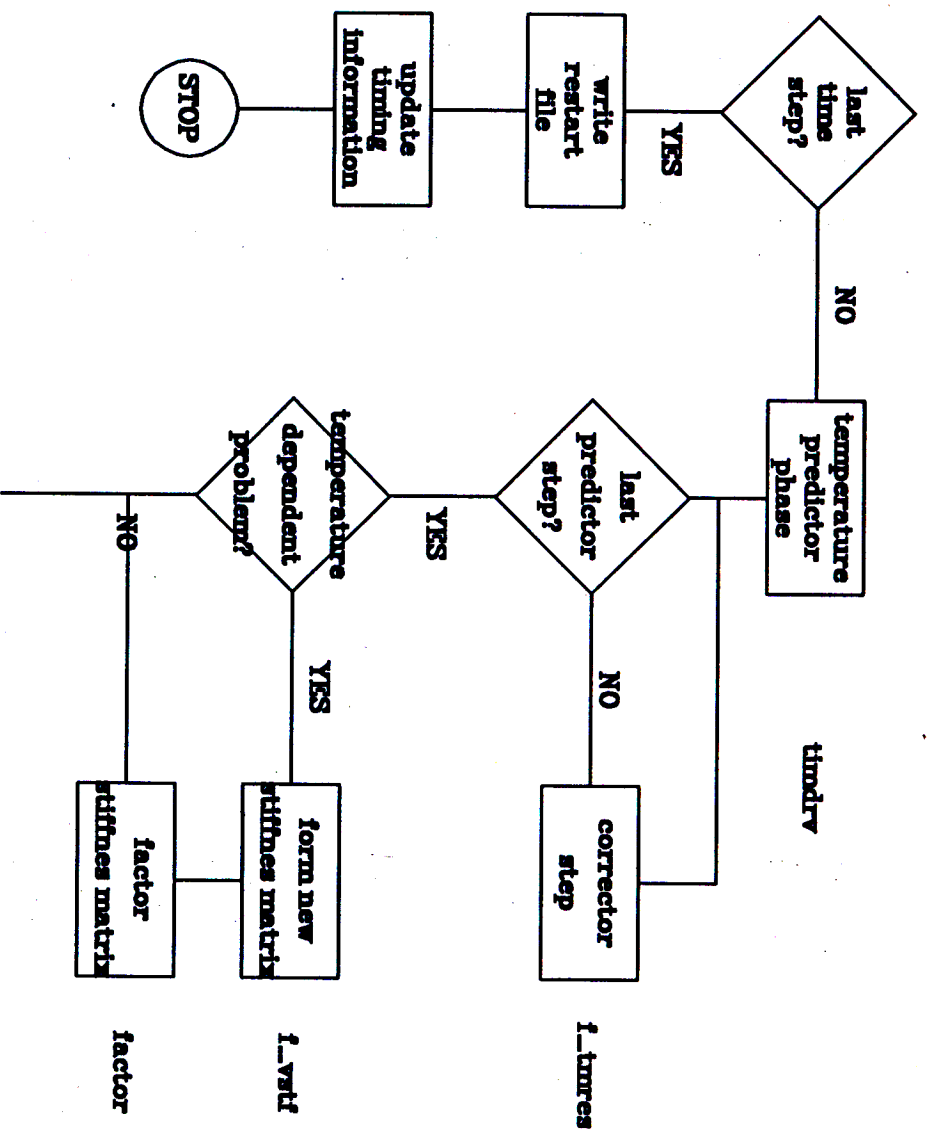 last
time
step?
NO
temperature
predictor
phase
timdrv
YES
write
restart
file
last
predictor
step?
NO
corrector
step
f_tmres
update
timing
information
YES
STOP
temperature
dependent
problem?
YES
form new
stiffnes matrix
f_vstf
NO
factor
stiffnes matrix
factor